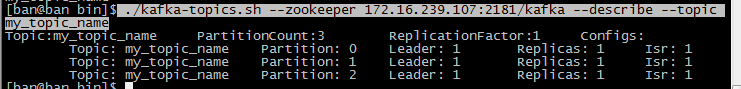 [ban@ban bin]$ ./kafka-topics.sh --zookeeper 172.16.239.107:2181/kafka --describe --topic
my_topic_name
Topic:my_topic_name PartitionCount:3 ReplicationFactor:1 Configs:
Topic: my_topic_name Partition: 0 Leader: 1 Replicas: 1 Isr: 1
Topic: my_topic_name Partition: 1 Leader: 1 Replicas: 1 Isr: 1
Topic: my_topic_name Partition: 2 Leader: 1 Replicas: 1 Isr: 1
[ban@ban bin]$